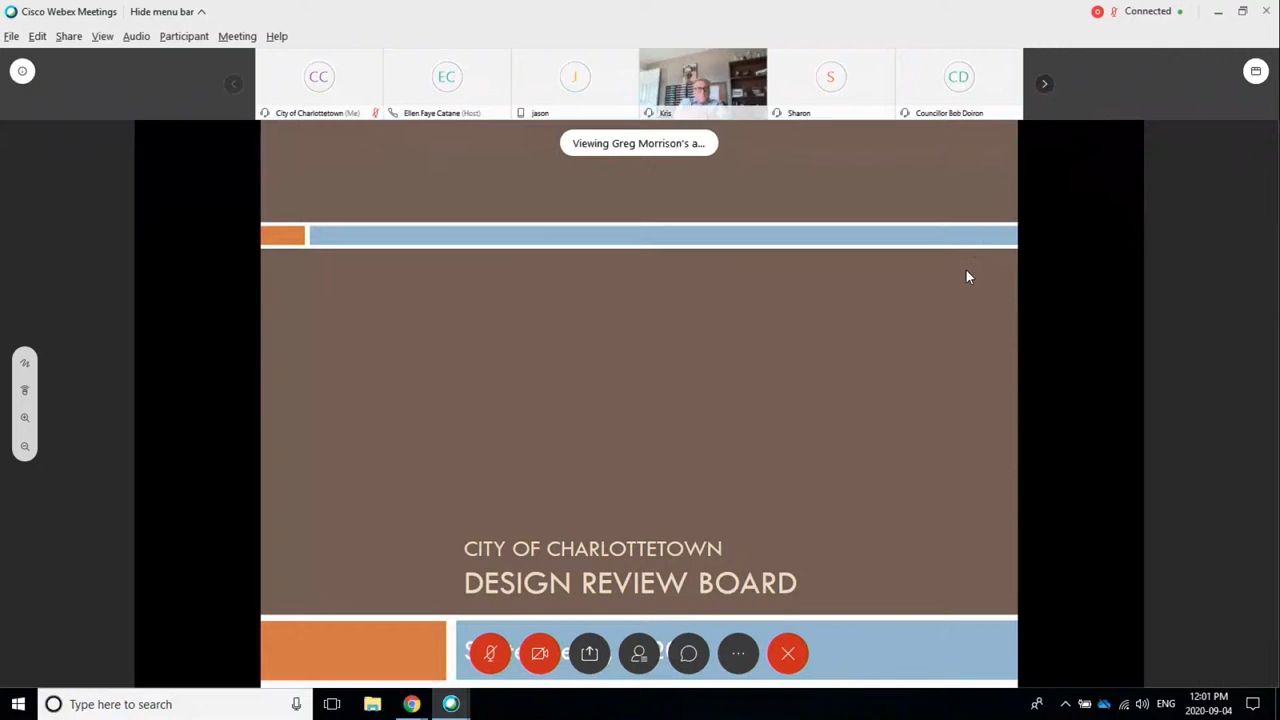 Cisco Webex Meetings Hide menu bar Connected
File Edit Share View Audio Participant Meeting Help
CC EC J S CD
City of Charlottetown (Me) Ellen Faye Catane (Host) jason Kris Sharon Councillor Bob Doiron
Viewing Greg Morrison's a...
CITY OF CHARLOTTETOWN
DESIGN REVIEW BOARD
Type here to search
ENG
12:01 PM
2020-09-04